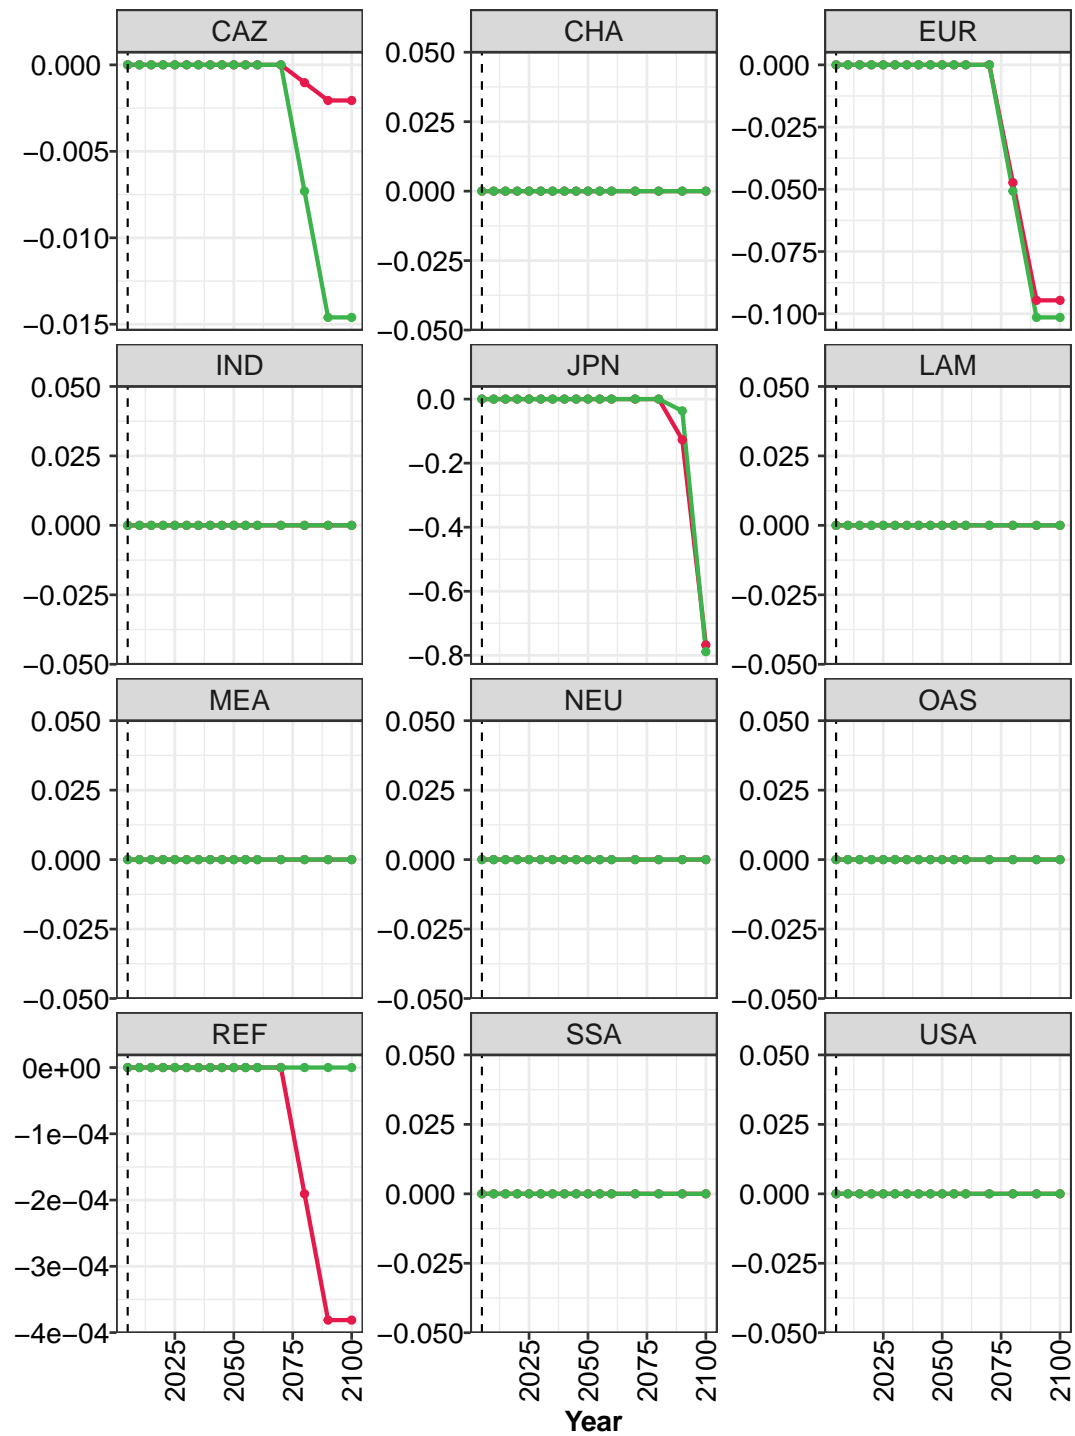 CAZ CHA EUR
0.000 0.050 0.000
−0.005 0.025 −0.025
−0.010 0.000 −0.050
−0.015 −0.025 −0.075
−0.050 −0.100
IND JPN LAM
0.050 0.0 0.050
0.025 −0.2 0.025
0.000 −0.4 0.000
−0.025 −0.6 −0.025
−0.050 −0.8 −0.050
MEA NEU OAS
0.050 0.050 0.050
0.025 0.025 0.025
0.000 0.000 0.000
−0.025 −0.025 −0.025
−0.050 −0.050 −0.050
REF SSA USA
0e+00 0.050 0.050
−1e−04 0.025 0.025
−2e−04 0.000 0.000
−3e−04 −0.025 −0.025
−4e−04 −0.050 −0.050
2025 2050 2075 2100 2025 2050 2075 2100 2025 2050 2075 2100
Year